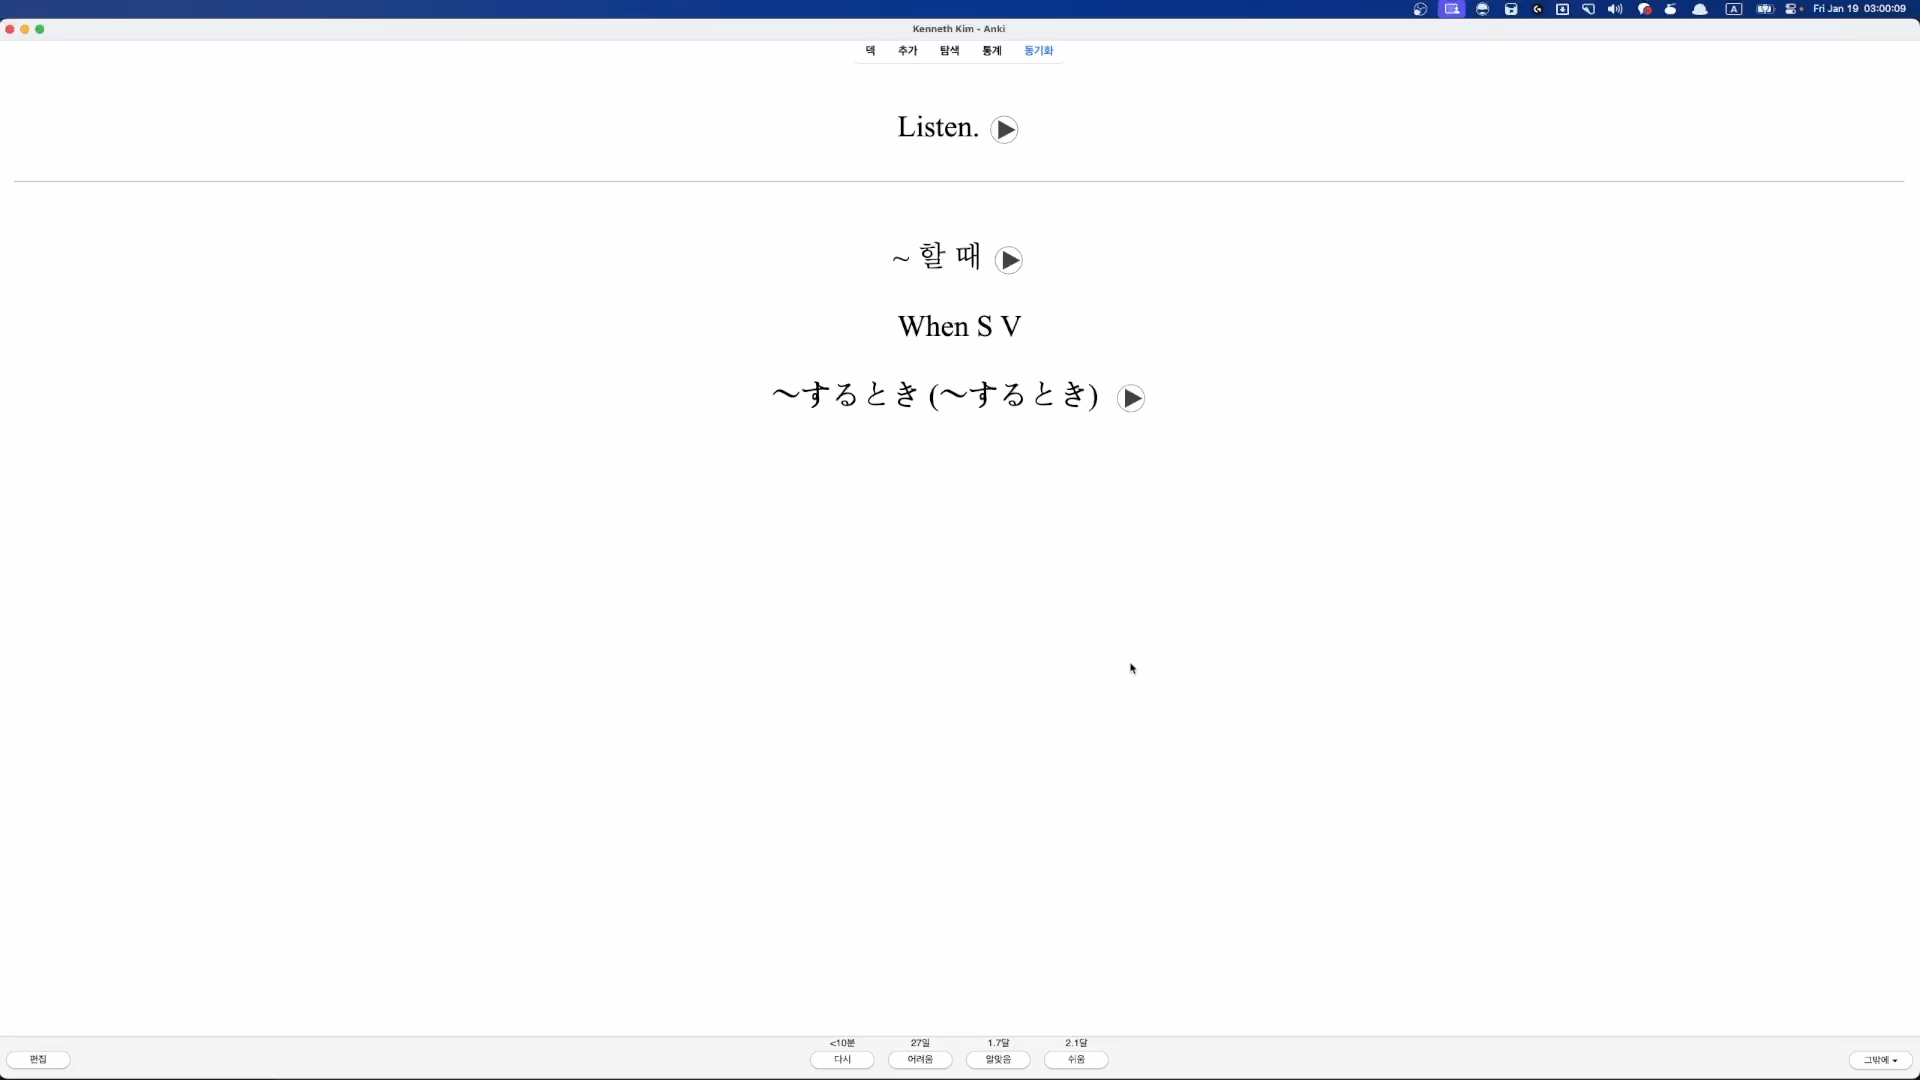 A
Fri Jan 19 03:00:09
Kenneth Kim - Anki
덱 추가 탐색 통계 동기화
Listen.
~ 할 때
When S V
〜するとき (〜するとき)
<10분 27일 1.7달 2.1달
편집 다시 어려움 알맞음 쉬움 그밖에